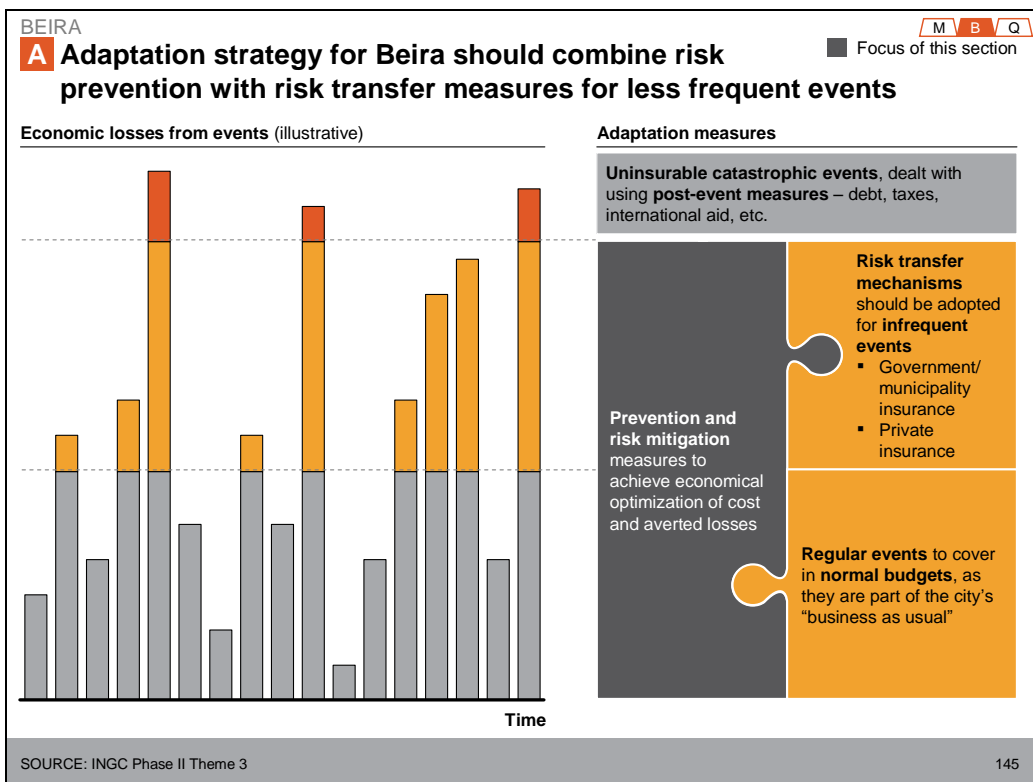 BEIRA
M B Q
A Adaptation strategy for Beira should combine risk
prevention with risk transfer measures for less frequent events
Focus of this section
Economic losses from events (illustrative)
Time
Adaptation measures
Uninsurable catastrophic events, dealt with
using post-event measures – debt, taxes,
international aid, etc.
Prevention and
risk mitigation
measures to
achieve economical
optimization of cost
and averted losses
Risk transfer
mechanisms
should be adopted
for infrequent
events
▪ Government/
municipality
insurance
▪ Private
insurance
Regular events to cover
in normal budgets, as
they are part of the city’s
“business as usual”
SOURCE: INGC Phase II Theme 3
145